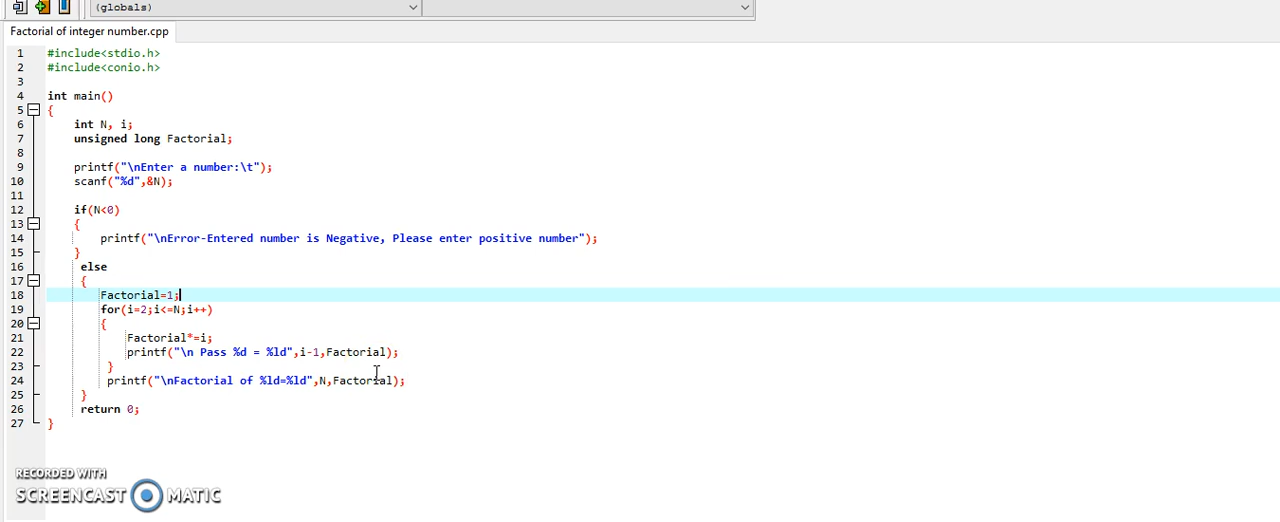 (globals)
Factorial of integer number.cpp
1 #include<stdio.h>
2 #include<conio.h>
3
4 int main()
5 {
6 int N, i;
7 unsigned long Factorial;
8
9 printf("\nEnter a number:\t");
10 scanf("%d",&N);
11
12 if(N<0)
13 {
14 printf("\nError-Entered number is Negative, Please enter positive number");
15 }
16 else
17 {
18 Factorial=1;
19 for(i=2;i<=N;i++)
20 {
21 Factorial*=i;
22 printf("\n Pass %d = %ld",i-1,Factorial);
23 }
24 printf("\nFactorial of %ld=%ld",N,Factorial);
25 }
26 return 0;
27 }
RECORDED WITH
SCREENCAST MATIC